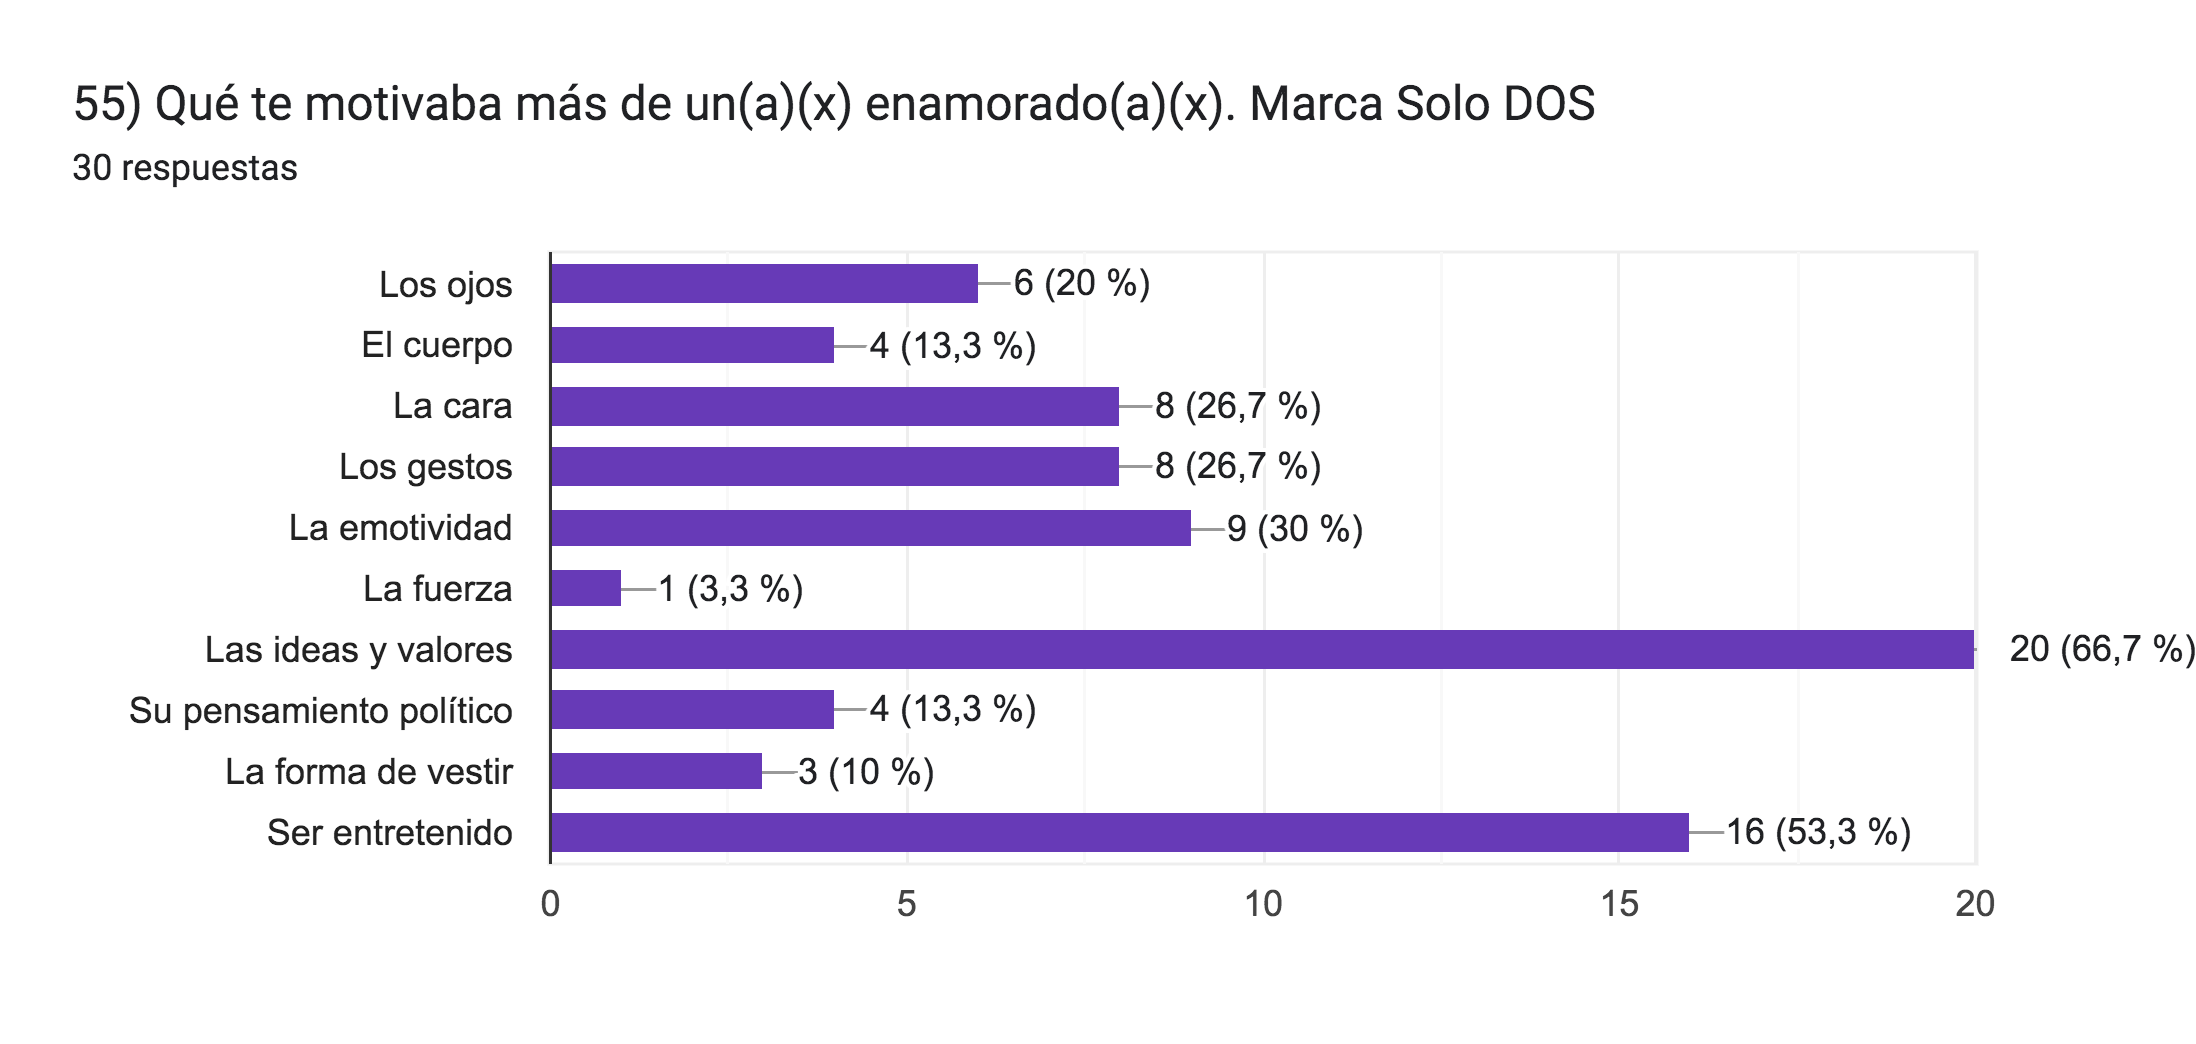 55) Qué te motivaba más de un(a)(x) enamorado(a)(x). Marca Solo DOS
30 respuestas
Los ojos 6 (20 %)
El cuerpo 4 (13,3 %)
La cara 8 (26,7 %)
Los gestos 8 (26,7 %)
La emotividad 9 (30 %)
La fuerza 1 (3,3 %)
Las ideas y valores 20 (66,7 %)
Su pensamiento político 4 (13,3 %)
La forma de vestir 3 (10 %)
Ser entretenido 16 (53,3 %)
0 5 10 15 20